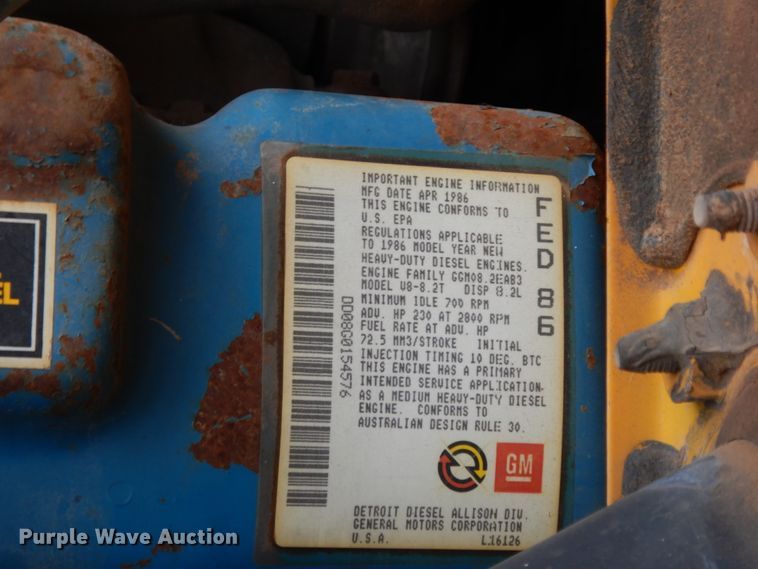 IMPORTANT ENGINE INFORMATION
MFG DATE APR 1986
THIS ENGINE CONFORMS TO
U.S. EPA
REGULATIONS APPLICABLE
TO 1986 MODEL YEAR NEW
HEAVY-DUTY DIESEL ENGINES.
ENGINE FAMILY GGM08.2EAB3
MODEL V8-8.2T DISP 8.2L
MINIMUM IDLE 700 RPM
ADV. HP 230 AT 2800 RPM
FUEL RATE AT ADV. HP
72.5 MM3/STROKE INITIAL
INJECTION TIMING 10 DEG. BTC
THIS ENGINE HAS A PRIMARY
INTENDED SERVICE APPLICATION
AS A MEDIUM HEAVY-DUTY DIESEL
ENGINE. CONFORMS TO
AUSTRALIAN DESIGN RULE 30.
FED 86
DD08G0154576
GM
DETROIT DIESEL ALLISON DIV.
GENERAL MOTORS CORPORATION
U.S.A. L16126
Purple Wave Auction